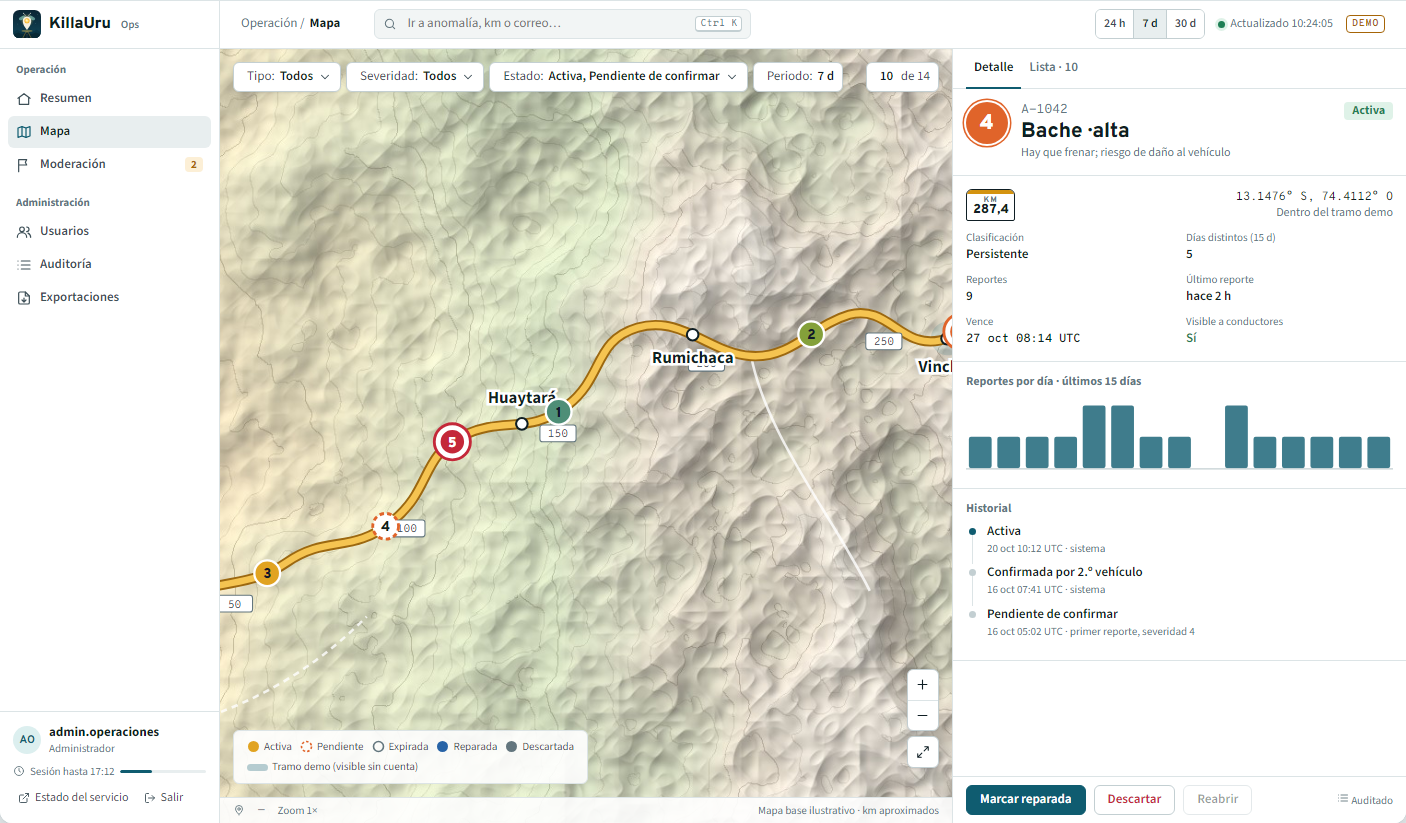 KillaUru Ops
Operación / Mapa
Ir a anomalía, km o correo…
Ctrl K
24 h
7 d
30 d
Actualizado 10:24:05
DEMO
Operación
Resumen
Mapa
Moderación
2
Administración
Usuarios
Auditoría
Exportaciones
AO
admin.operaciones
Administrador
Sesión hasta 17:12
Estado del servicio
Salir
Tipo: Todos
Severidad: Todos
Estado: Activa, Pendiente de confirmar
Periodo: 7 d
10 de 14
2
250
Rumichaca
Huaytará
1
150
5
4
100
3
50
+
−
Activa
Pendiente
Expirada
Reparada
Descartada
Tramo demo (visible sin cuenta)
− Zoom 1×
Mapa base ilustrativo · km aproximados
Detalle
Lista · 10
4
A-1042
Bache ·alta
Hay que frenar; riesgo de daño al vehículo
Activa
KM
287,4
13.1476° S, 74.4112° O
Dentro del tramo demo
Clasificación
Persistente
Días distintos (15 d)
5
Reportes
9
Último reporte
hace 2 h
Vence
27 oct 08:14 UTC
Visible a conductores
Sí
Reportes por día · últimos 15 días
Historial
Activa
20 oct 10:12 UTC · sistema
Confirmada por 2.º vehículo
16 oct 07:41 UTC · sistema
Pendiente de confirmar
16 oct 05:02 UTC · primer reporte, severidad 4
Marcar reparada
Descartar
Reabrir
Auditado